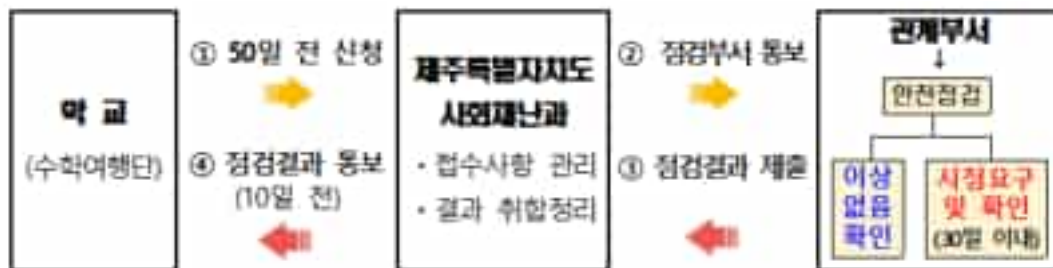 학 교
(수학여행단)
① 50일 전 신청
④ 점검결과 통보
(10일 전)
제주특별자치도
사회재난과
· 접수사항 관리
· 결과 취합정리
② 점검부서 통보
③ 점검결과 제출
관계부서
안전점검
이상
없음
확인
시정요구
및 확인
(30일 이내)